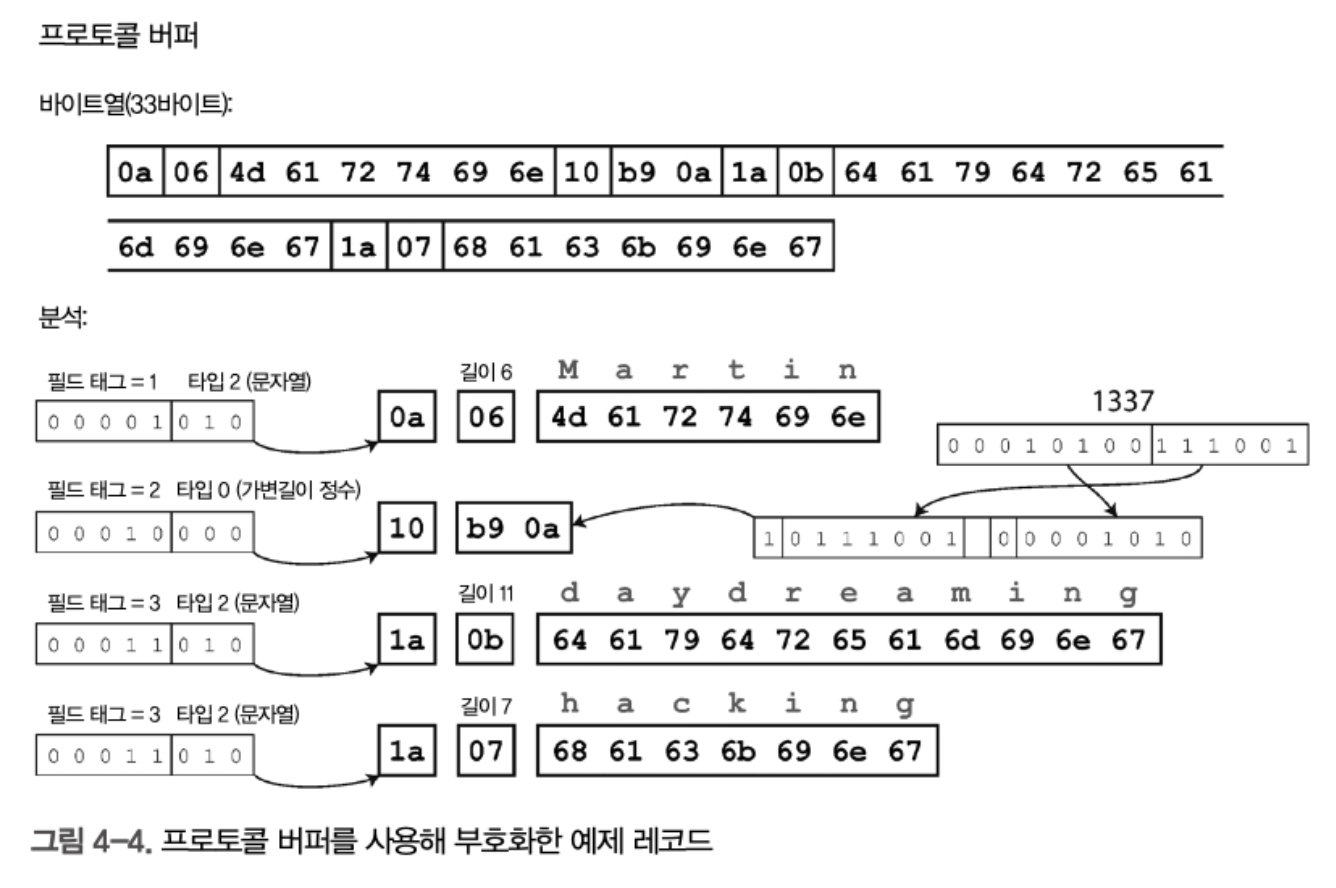 프로토콜 버퍼
바이트열(33바이트):
0a 06 4d 61 72 74 69 6e 10 b9 0a 1a 0b 64 61 79 64 72 65 61
6d 69 6e 67 1a 07 68 61 63 6b 69 6e 67
분석:
필드 태그 = 1 타입 2 (문자열) 길이 6 M a r t i n
0 0 0 0 1 0 1 0 0a 06 4d 61 72 74 69 6e
1337
0 0 0 1 0 1 0 0 1 1 1 0 0 1
필드 태그 = 2 타입 0 (가변길이 정수)
0 0 0 1 0 0 0 0 10 b9 0a 1 0 1 1 1 0 0 1 0 0 0 0 1 0 1 0
필드 태그 = 3 타입 2 (문자열) 길이 11 d a y d r e a m i n g
0 0 0 1 1 0 1 0 1a 0b 64 61 79 64 72 65 61 6d 69 6e 67
필드 태그 = 3 타입 2 (문자열) 길이 7 h a c k i n g
0 0 0 1 1 0 1 0 1a 07 68 61 63 6b 69 6e 67
그림 4-4. 프로토콜 버퍼를 사용해 부호화한 예제 레코드